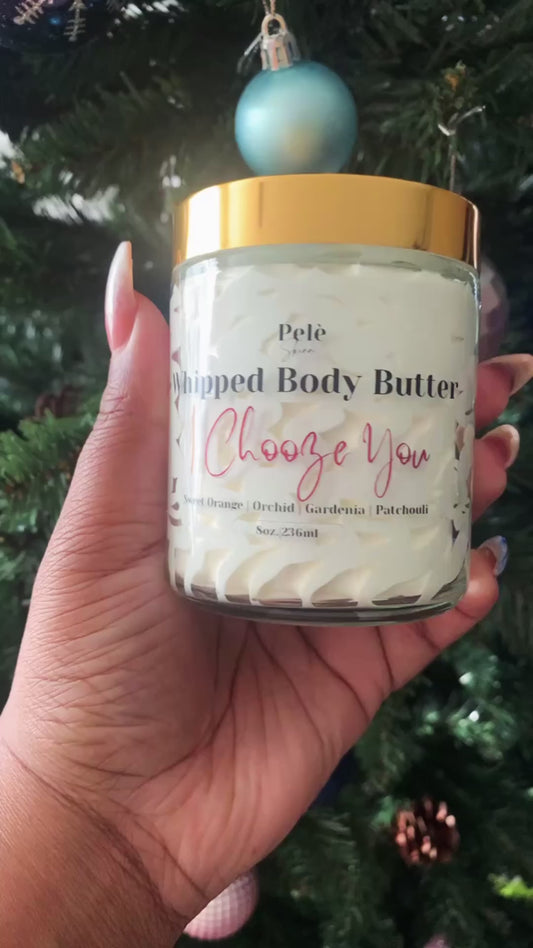 Pelè
Whipped Body Butter
I Chooze You
Sweet Orange | Orchid | Gardenia | Patchouli
8oz.|236ml